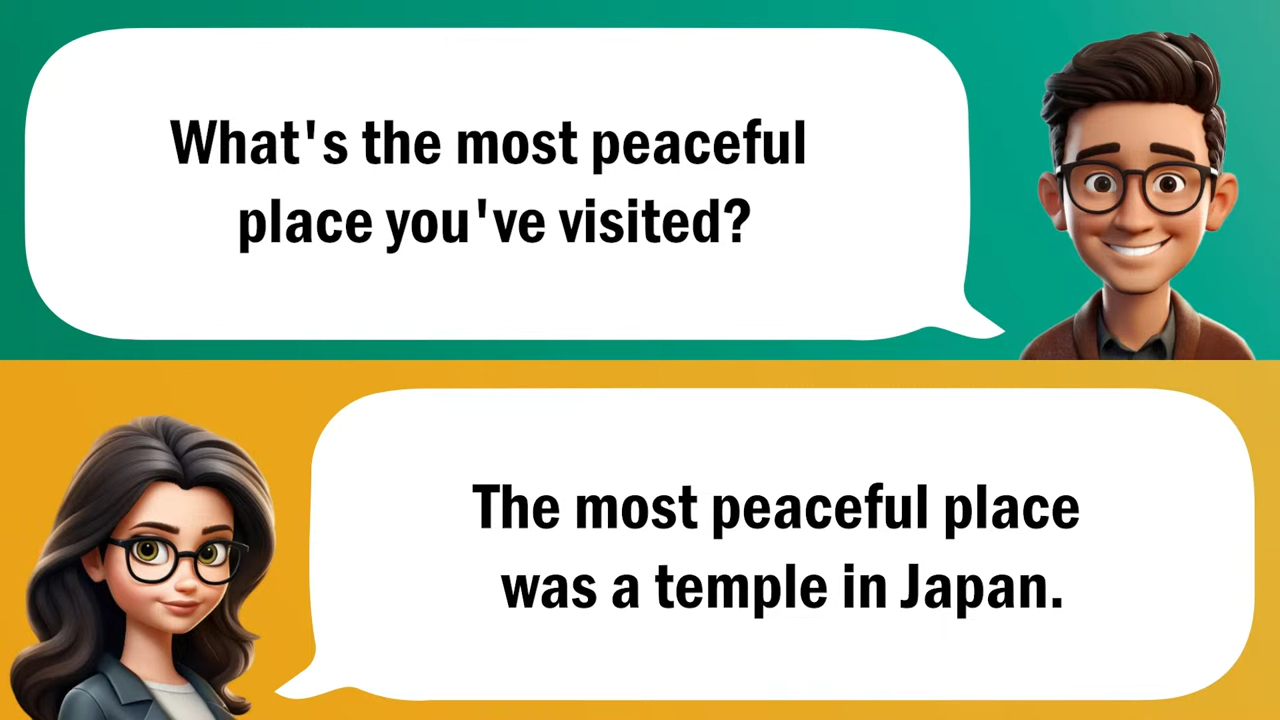 What's the most peaceful
place you've visited?
The most peaceful place
was a temple in Japan.